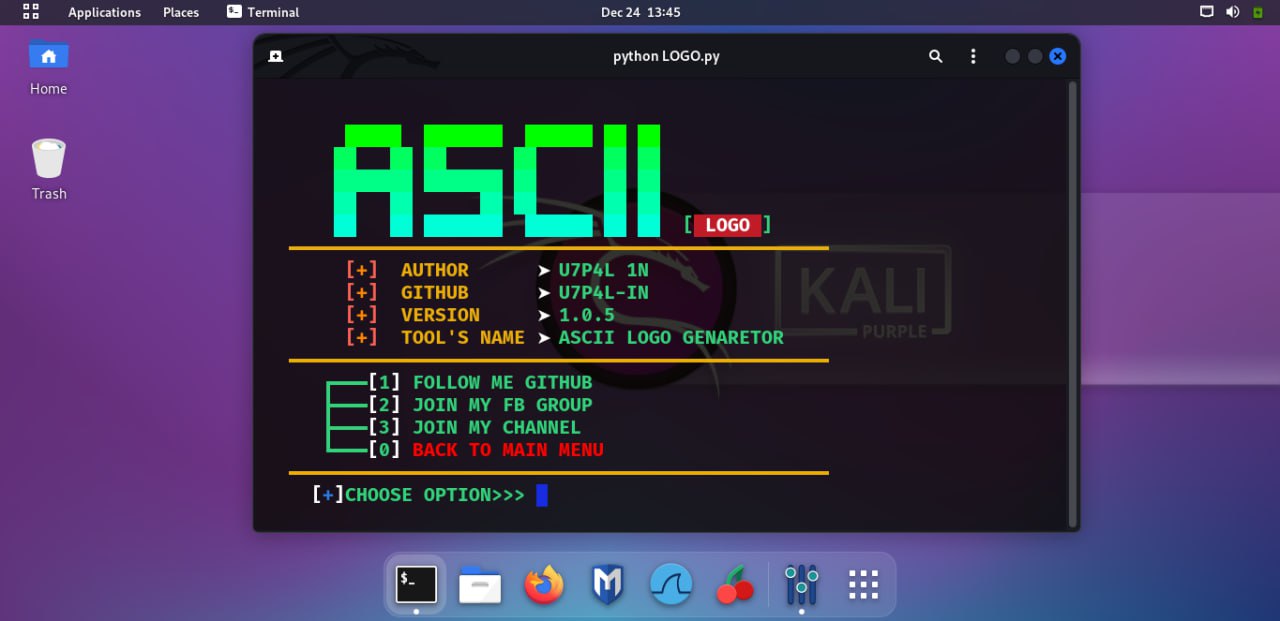 Applications Places Terminal Dec 24 13:45
python LOGO.py
Home
Trash
ASCII [ LOGO ]
[+] AUTHOR ➤ U7P4L 1N
[+] GITHUB ➤ U7P4L-IN
[+] VERSION ➤ 1.0.5
[+] TOOL'S NAME ➤ ASCII LOGO GENARETOR
KALI
PURPLE
[1] FOLLOW ME GITHUB
[2] JOIN MY FB GROUP
[3] JOIN MY CHANNEL
[0] BACK TO MAIN MENU
[+]CHOOSE OPTION>>>
$_